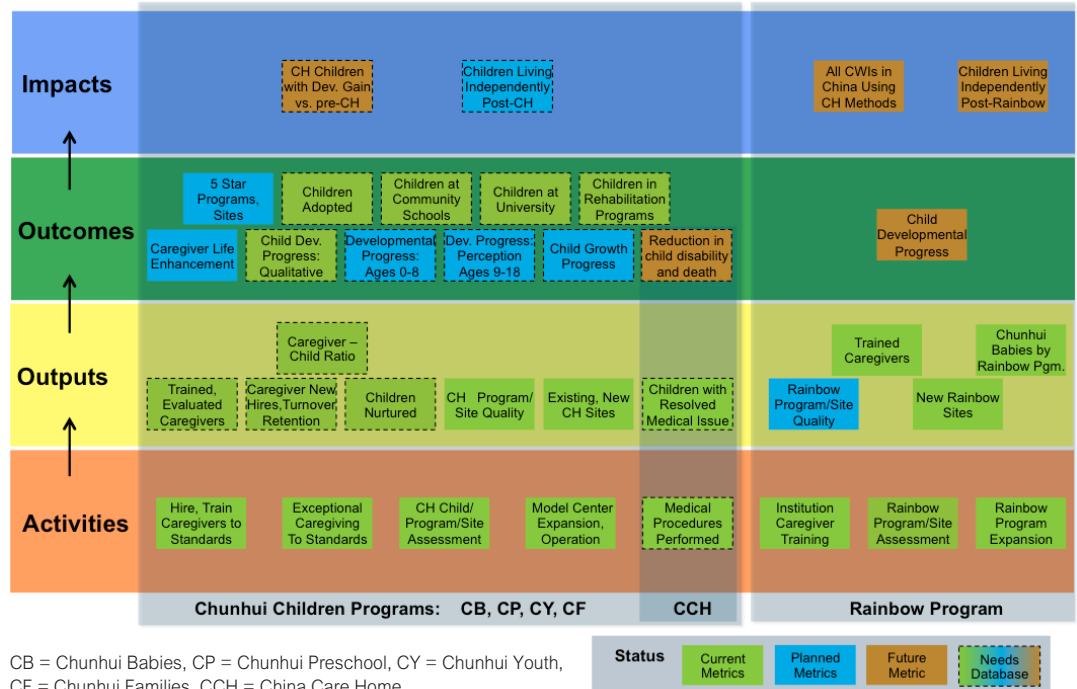 Impacts
CH Children
with Dev. Gain
vs. pre-CH
Children Living
Independently
Post-CH
All CWIs in
China Using
CH Methods
Children Living
Independently
Post-Rainbow
Outcomes
5 Star
Programs,
Sites
Children
Adopted
Children at
Community
Schools
Children at
University
Children in
Rehabilitation
Programs
Caregiver Life
Enhancement
Child Dev.
Progress:
Qualitative
Developmental
Progress:
Ages 0-8
Dev. Progress:
Perception
Ages 9-18
Child Growth
Progress
Reduction in
child disability
and death
Child
Developmental
Progress
Outputs
Caregiver –
Child Ratio
Trained,
Evaluated
Caregivers
Caregiver New
Hires,Turnover,
Retention
Children
Nurtured
CH Program/
Site Quality
Existing, New
CH Sites
Children with
Resolved
Medical Issue
Trained
Caregivers
Chunhui
Babies by
Rainbow Pgm.
Rainbow
Program/Site
Quality
New Rainbow
Sites
Activities
Hire, Train
Caregivers to
Standards
Exceptional
Caregiving
To Standards
CH Child/
Program/Site
Assessment
Model Center
Expansion,
Operation
Medical
Procedures
Performed
Institution
Caregiver
Training
Rainbow
Program/Site
Assessment
Rainbow
Program
Expansion
Chunhui Children Programs: CB, CP, CY, CF
CCH
Rainbow Program
CB = Chunhui Babies, CP = Chunhui Preschool, CY = Chunhui Youth,
CF = Chunhui Families, CCH = China Care Home
Status
Current
Metrics
Planned
Metrics
Future
Metric
Needs
Database